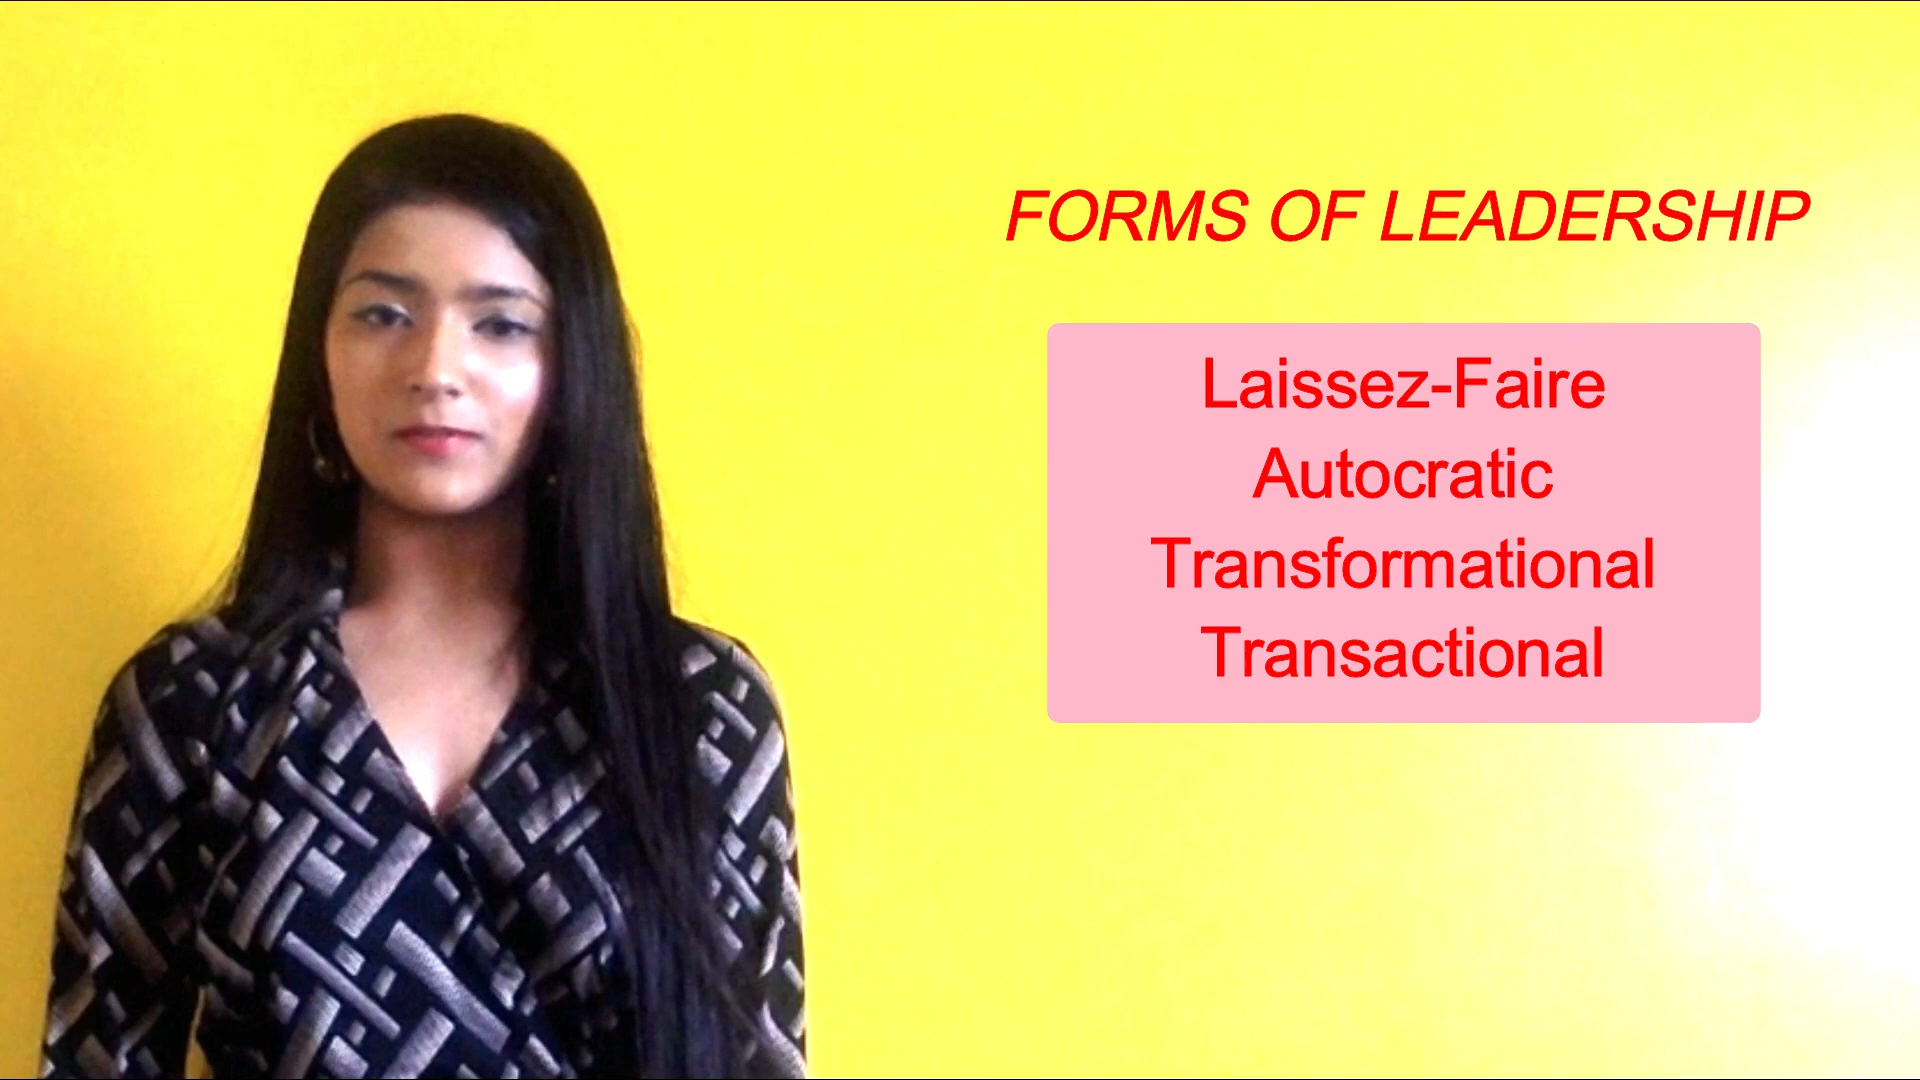 FORMS OF LEADERSHIP
Laissez-Faire
Autocratic
Transformational
Transactional